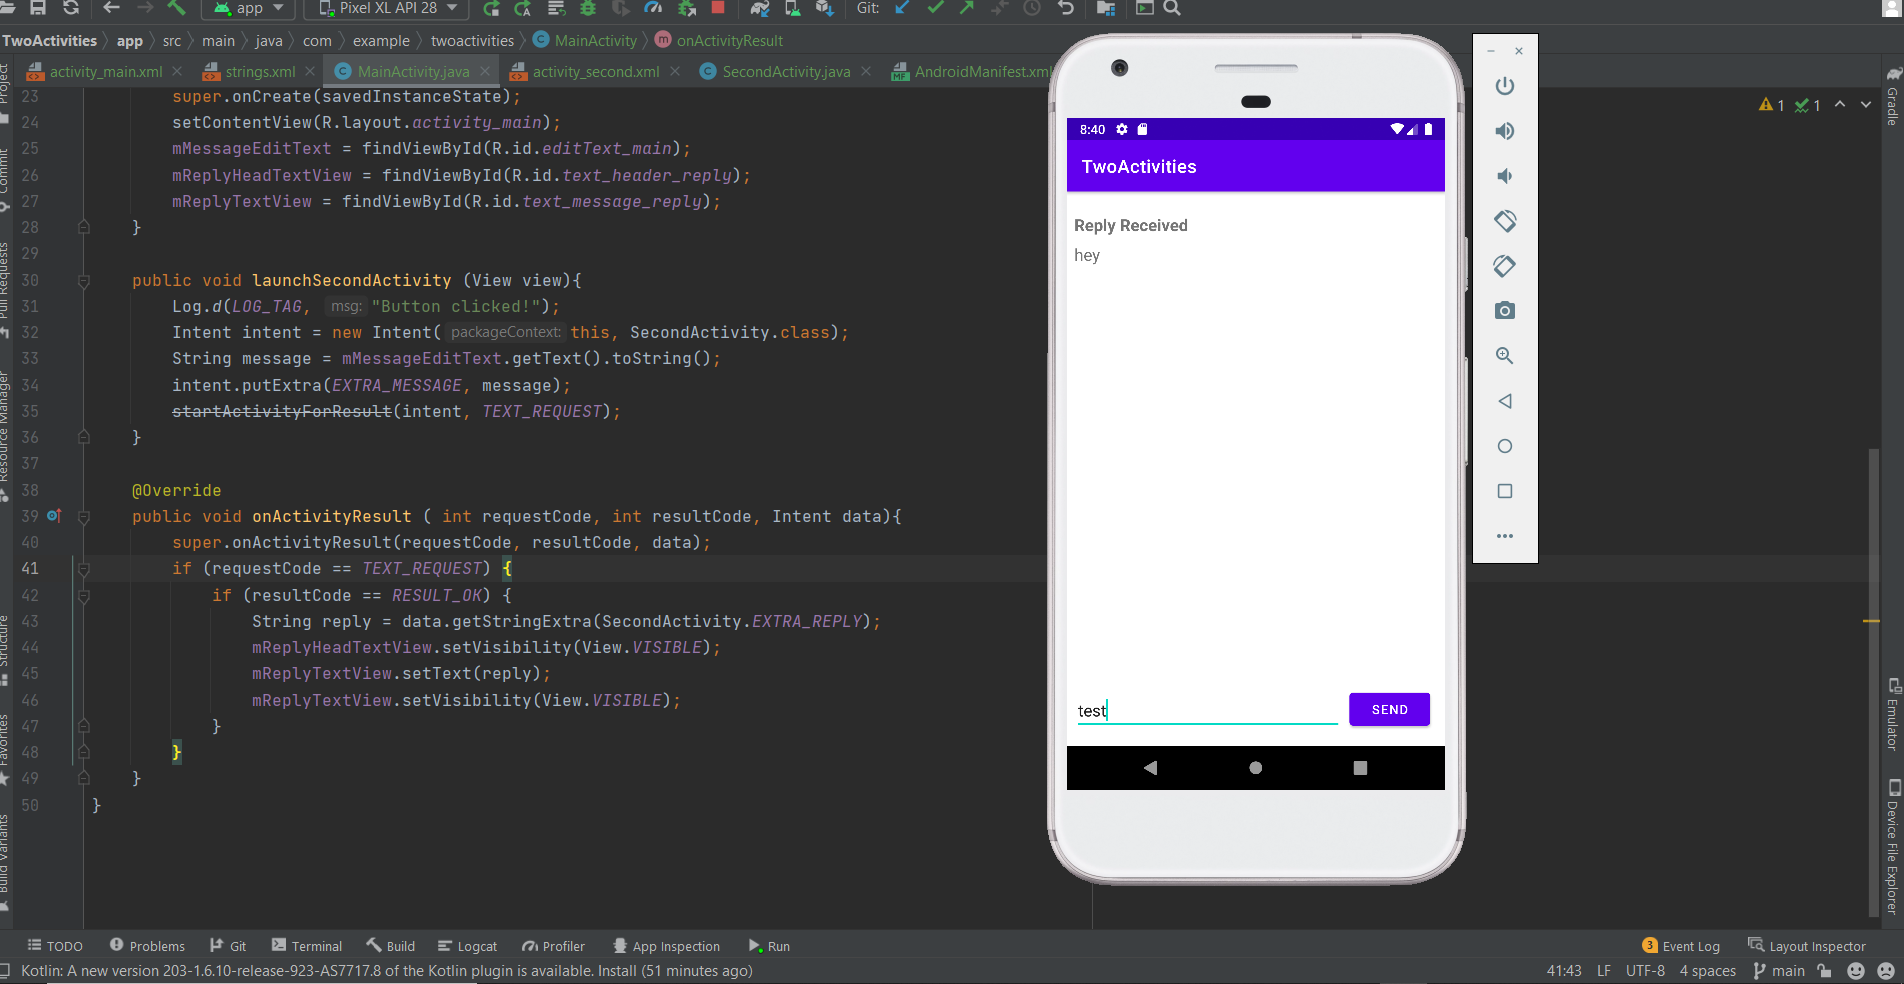 app Pixel XL API 28 Git:
TwoActivities app src main java com example twoactivities MainActivity onActivityResult
activity_main.xml strings.xml MainActivity.java activity_second.xml SecondActivity.java AndroidManifest.xml
23 super.onCreate(savedInstanceState);
24 setContentView(R.layout.activity_main);
25 mMessageEditText = findViewById(R.id.editText_main);
26 mReplyHeadTextView = findViewById(R.id.text_header_reply);
27 mReplyTextView = findViewById(R.id.text_message_reply);
28 }
29
30 public void launchSecondActivity (View view){
31 Log.d(LOG_TAG, msg: "Button clicked!");
32 Intent intent = new Intent( packageContext: this, SecondActivity.class);
33 String message = mMessageEditText.getText().toString();
34 intent.putExtra(EXTRA_MESSAGE, message);
35 startActivityForResult(intent, TEXT_REQUEST);
36 }
37
38 @Override
39 public void onActivityResult ( int requestCode, int resultCode, Intent data){
40 super.onActivityResult(requestCode, resultCode, data);
41 if (requestCode == TEXT_REQUEST) {
42 if (resultCode == RESULT_OK) {
43 String reply = data.getStringExtra(SecondActivity.EXTRA_REPLY);
44 mReplyHeadTextView.setVisibility(View.VISIBLE);
45 mReplyTextView.setText(reply);
46 mReplyTextView.setVisibility(View.VISIBLE);
47 }
48 }
49 }
50 }
Project
Commit
Pull Requests
Resource Manager
Structure
Favorites
Build Variants
8:40
TwoActivities
Reply Received
hey
test
SEND
1 1
Gradle
Emulator
Device File Explorer
TODO Problems Git Terminal Build Logcat Profiler App Inspection Run 3 Event Log Layout Inspector
Kotlin: A new version 203-1.6.10-release-923-AS7717.8 of the Kotlin plugin is available. Install (51 minutes ago) 41:43 LF UTF-8 4 spaces main